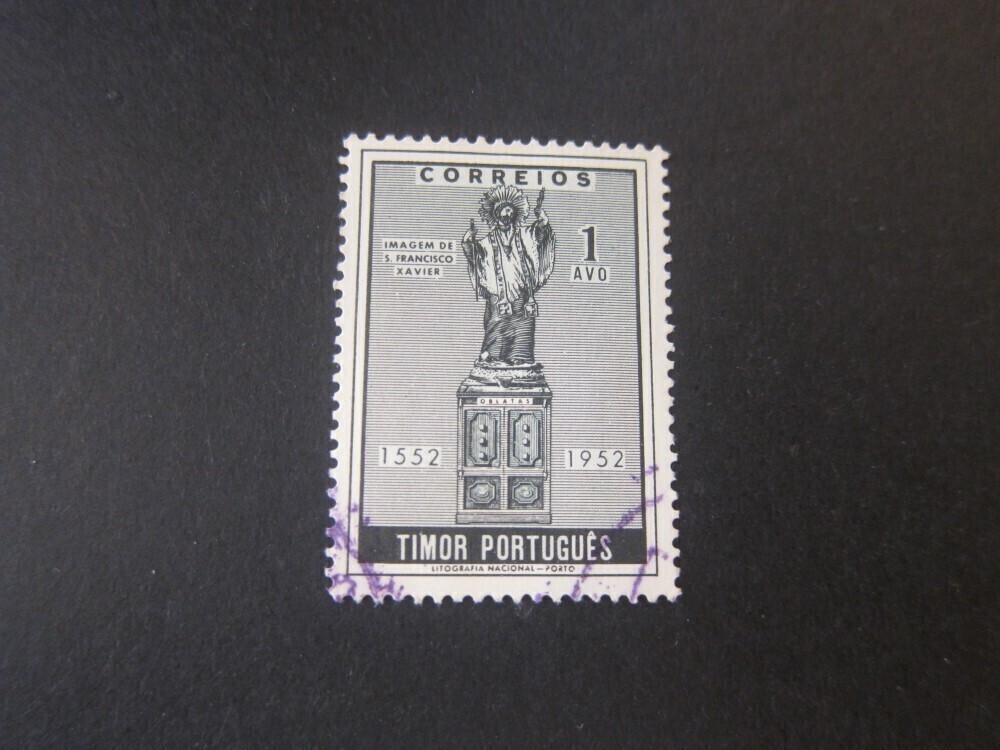 CORREIOS
IMAGEM DE
S. FRANCISCO
XAVIER
1
AVO
OBLATAS
1552 1952
TIMOR PORTUGUÊS
LITOGRAFIA NACIONAL — PORTO